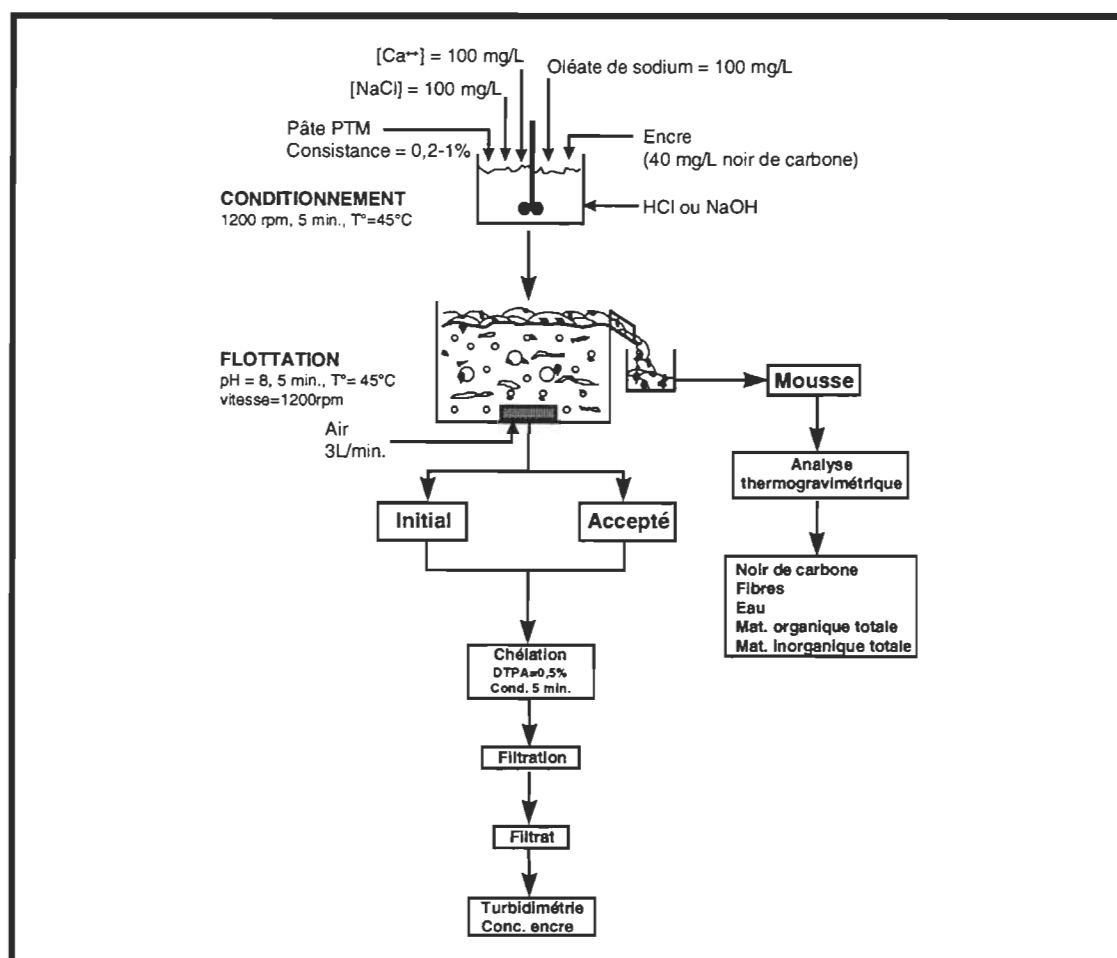 [Ca⁺⁺] = 100 mg/L
Oléate de sodium = 100 mg/L
[NaCl] = 100 mg/L
Pâte PTM
Consistance = 0,2-1%
Encre
(40 mg/L noir de carbone)
CONDITIONNEMENT
1200 rpm, 5 min., T°=45°C
HCl ou NaOH
FLOTTATION
pH = 8, 5 min., T°= 45°C
vitesse=1200rpm
Air
3L/min.
Mousse
Analyse
thermogravimétrique
Initial
Accepté
Noir de carbone
Fibres
Eau
Mat. organique totale
Mat. inorganique totale
Chélation
DTPA=0,5%
Cond. 5 min.
Filtration
Filtrat
Turbidimétrie
Conc. encre